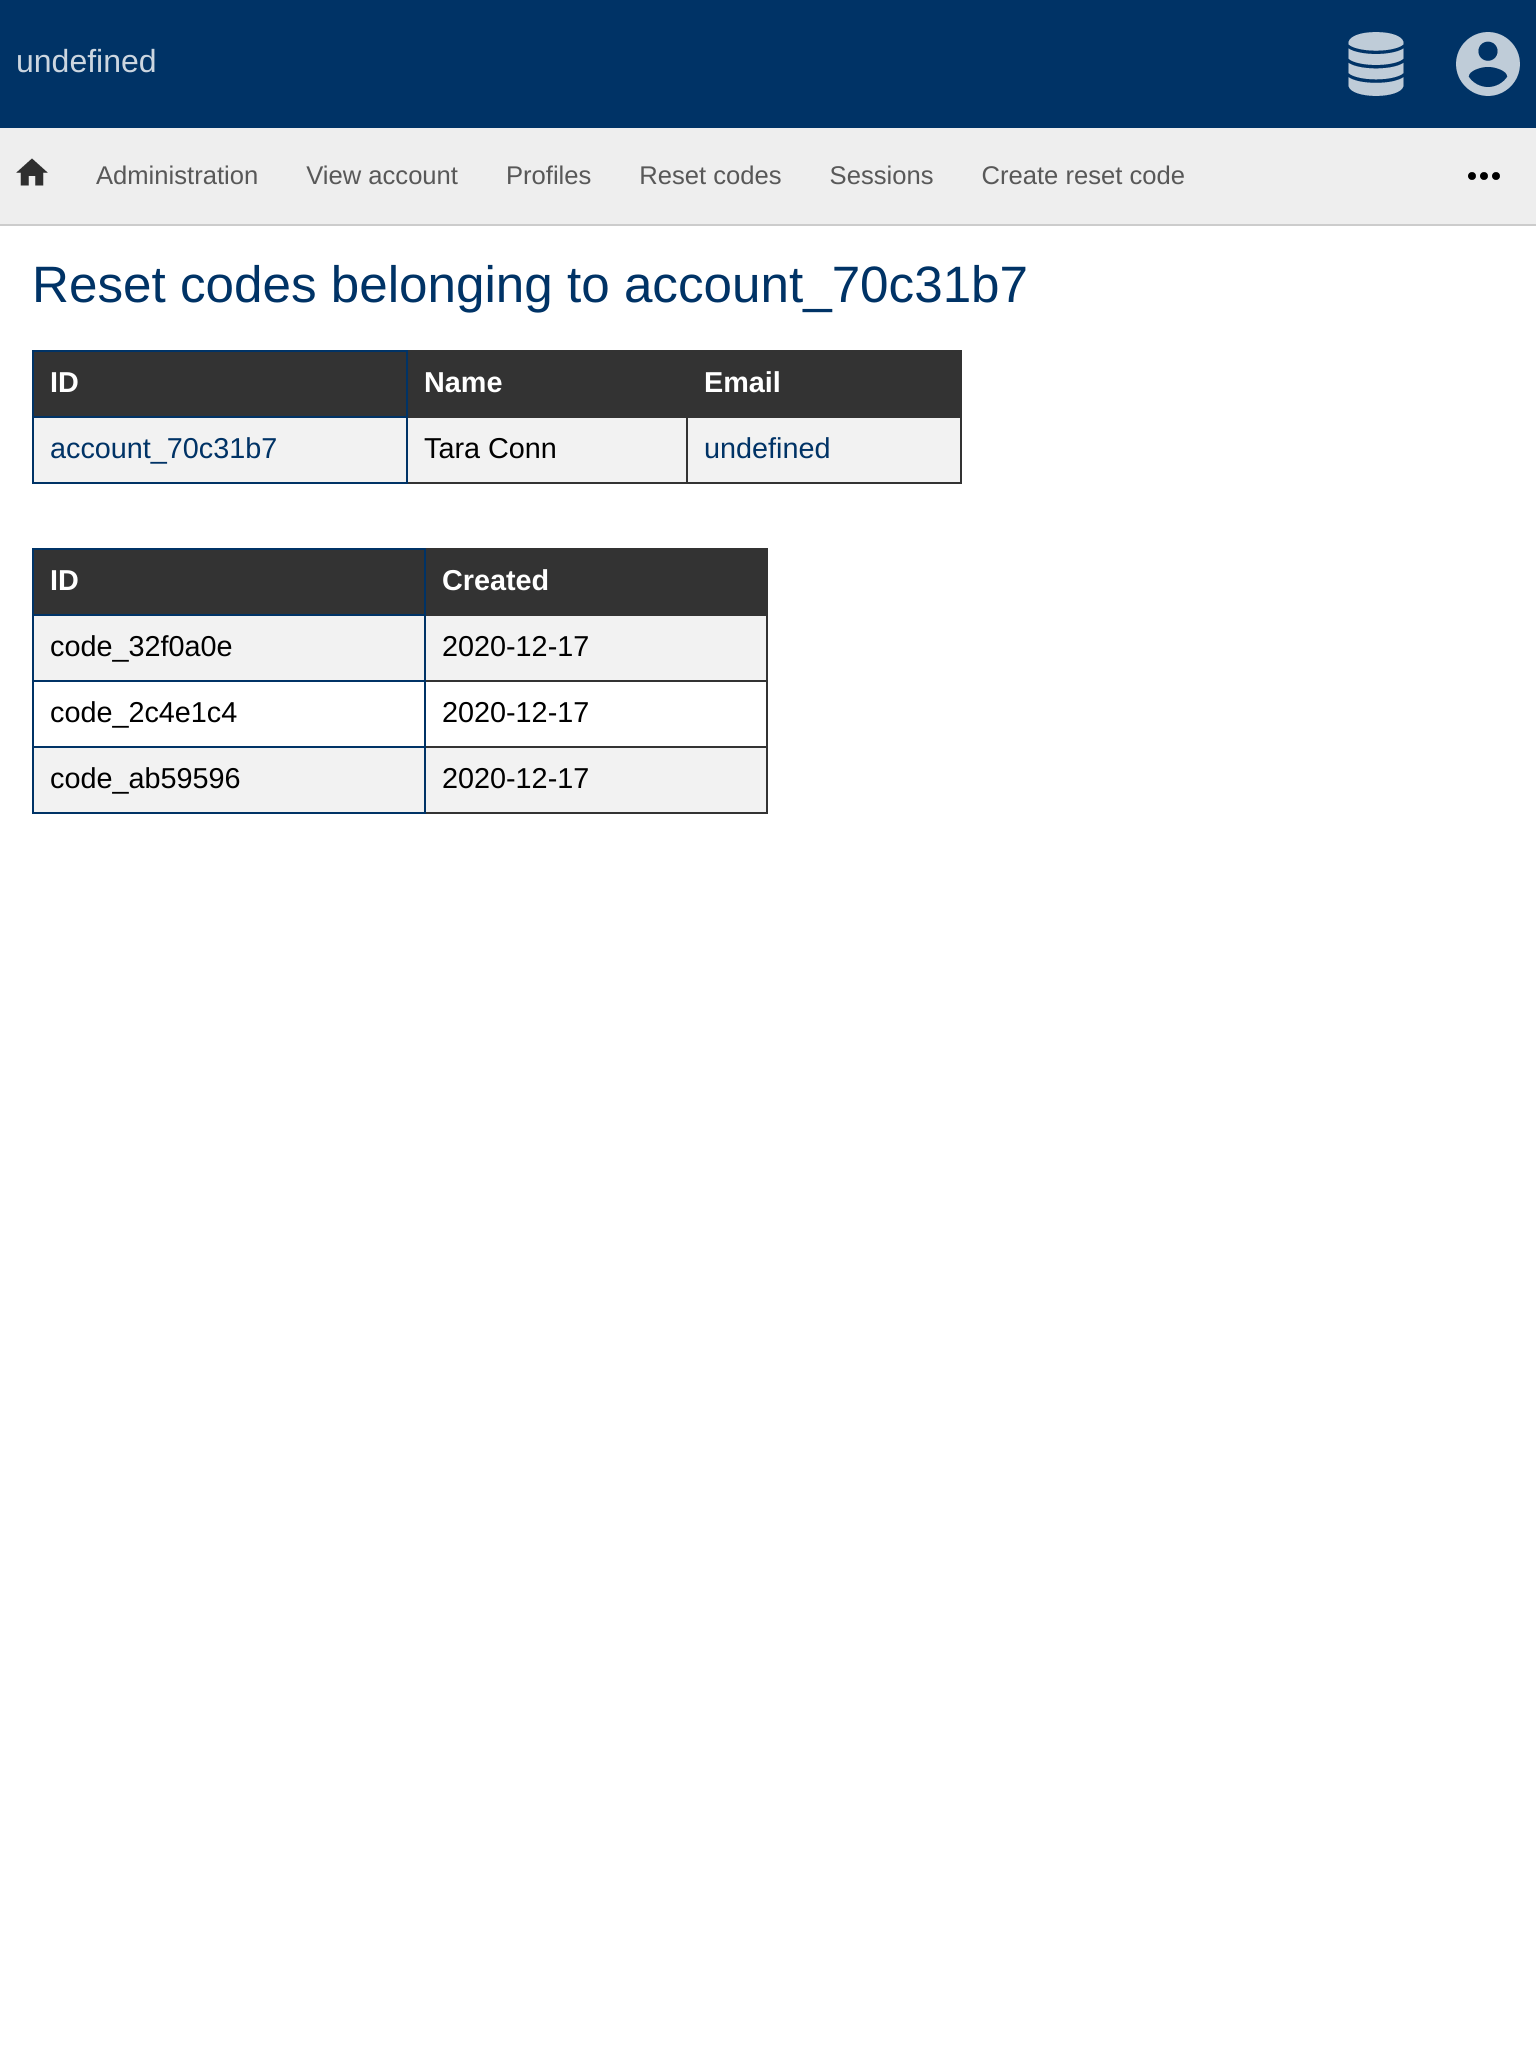 undefined
Administration View account Profiles Reset codes Sessions Create reset code
Reset codes belonging to account_70c31b7
ID Name Email
account_70c31b7 Tara Conn undefined
ID Created
code_32f0a0e 2020-12-17
code_2c4e1c4 2020-12-17
code_ab59596 2020-12-17